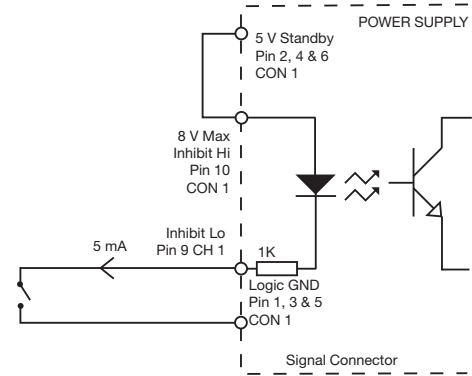 POWER SUPPLY
5 V Standby
Pin 2, 4 & 6
CON 1
8 V Max
Inhibit Hi
Pin 10
CON 1
Inhibit Lo
Pin 9 CH 1
5 mA
1K
Logic GND
Pin 1, 3 & 5
CON 1
Signal Connector